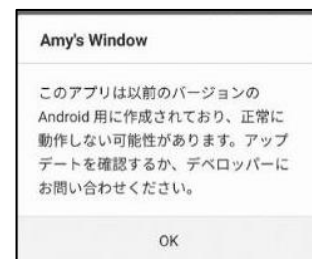 Amy's Window
このアプリは以前のバージョンの
Android 用に作成されており、正常に
動作しない可能性があります。アップ
デートを確認するか、デベロッパーに
お問い合わせください。
OK